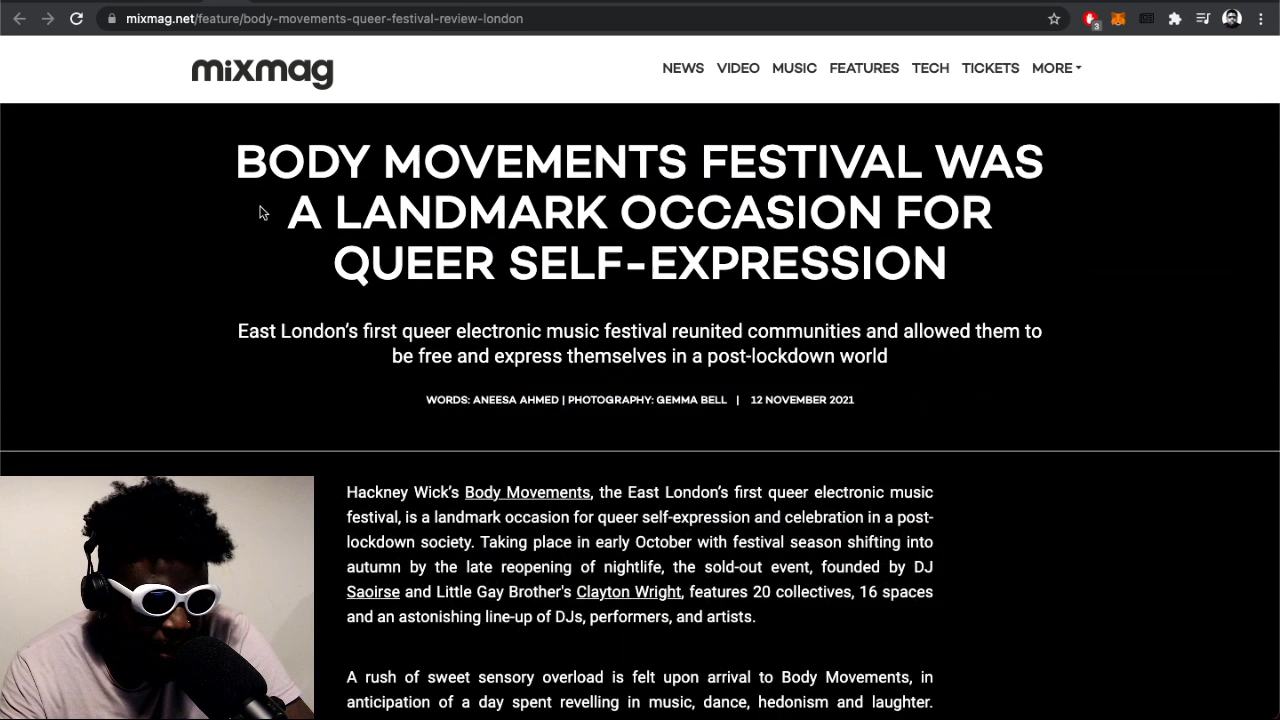 mixmag.net/feature/body-movements-queer-festival-review-london
3
mixmag
NEWS VIDEO MUSIC FEATURES TECH TICKETS MORE
BODY MOVEMENTS FESTIVAL WAS
A LANDMARK OCCASION FOR
QUEER SELF-EXPRESSION
East London's first queer electronic music festival reunited communities and allowed them to
be free and express themselves in a post-lockdown world
WORDS: ANEESA AHMED | PHOTOGRAPHY: GEMMA BELL | 12 NOVEMBER 2021
Hackney Wick's Body Movements, the East London's first queer electronic music
festival, is a landmark occasion for queer self-expression and celebration in a post-
lockdown society. Taking place in early October with festival season shifting into
autumn by the late reopening of nightlife, the sold-out event, founded by DJ
Saoirse and Little Gay Brother's Clayton Wright, features 20 collectives, 16 spaces
and an astonishing line-up of DJs, performers, and artists.
A rush of sweet sensory overload is felt upon arrival to Body Movements, in
anticipation of a day spent revelling in music, dance, hedonism and laughter.